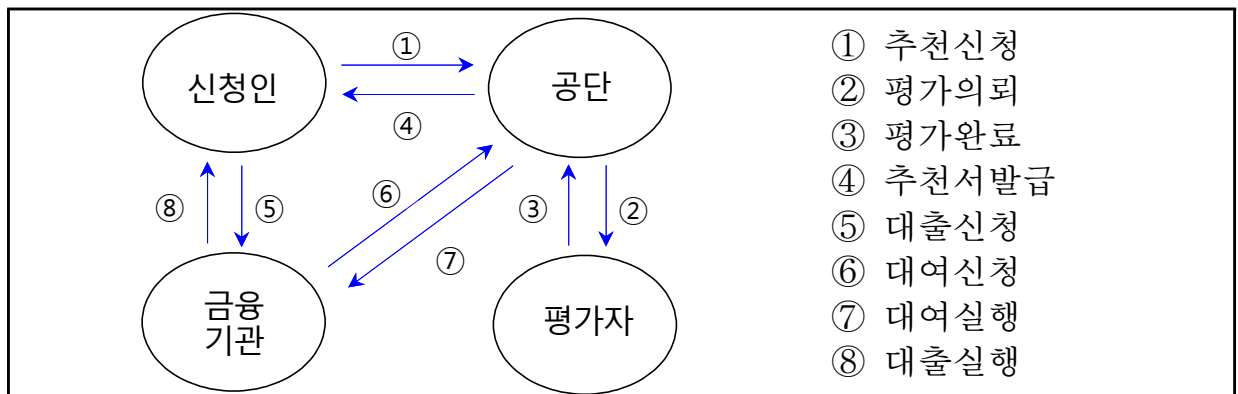 신청인
①
④
공단
⑧
⑤
⑥
⑦
③
②
금융
기관
평가자
① 추천신청
② 평가의뢰
③ 평가완료
④ 추천서발급
⑤ 대출신청
⑥ 대여신청
⑦ 대여실행
⑧ 대출실행